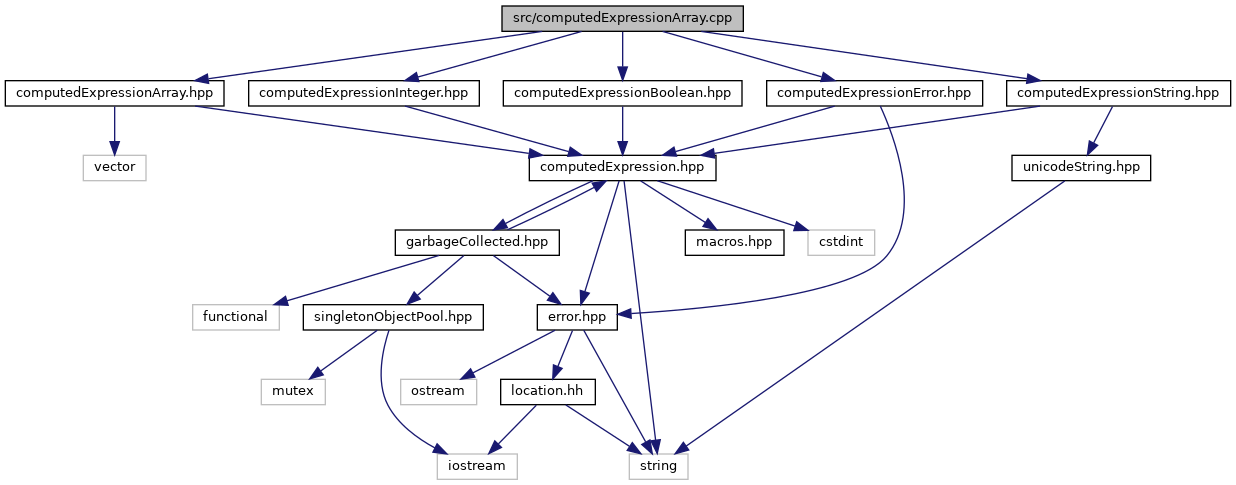 src/computedExpressionArray.cpp
computedExpressionArray.hpp
computedExpressionInteger.hpp
computedExpressionBoolean.hpp
computedExpressionError.hpp
computedExpressionString.hpp
vector
computedExpression.hpp
unicodeString.hpp
garbageCollected.hpp
macros.hpp
cstdint
functional
singletonObjectPool.hpp
error.hpp
mutex
ostream
location.hh
iostream
string